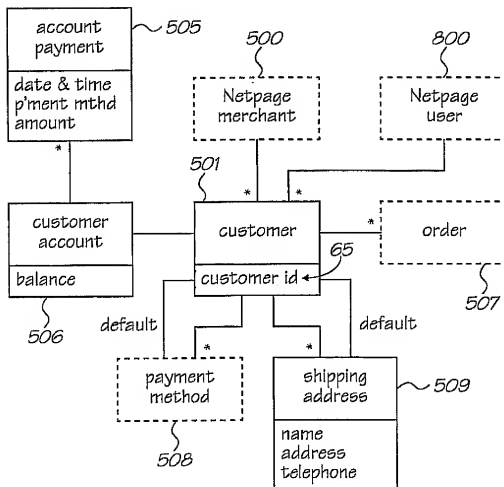 account
payment
505
date & time
p'ment mthd
amount
500
800
Netpage
merchant
Netpage
user
*
501
*
*
customer
account
customer
*
order
balance
customer id
65
506
default
default
507
*
*
payment
method
shipping
address
509
508
name
address
telephone